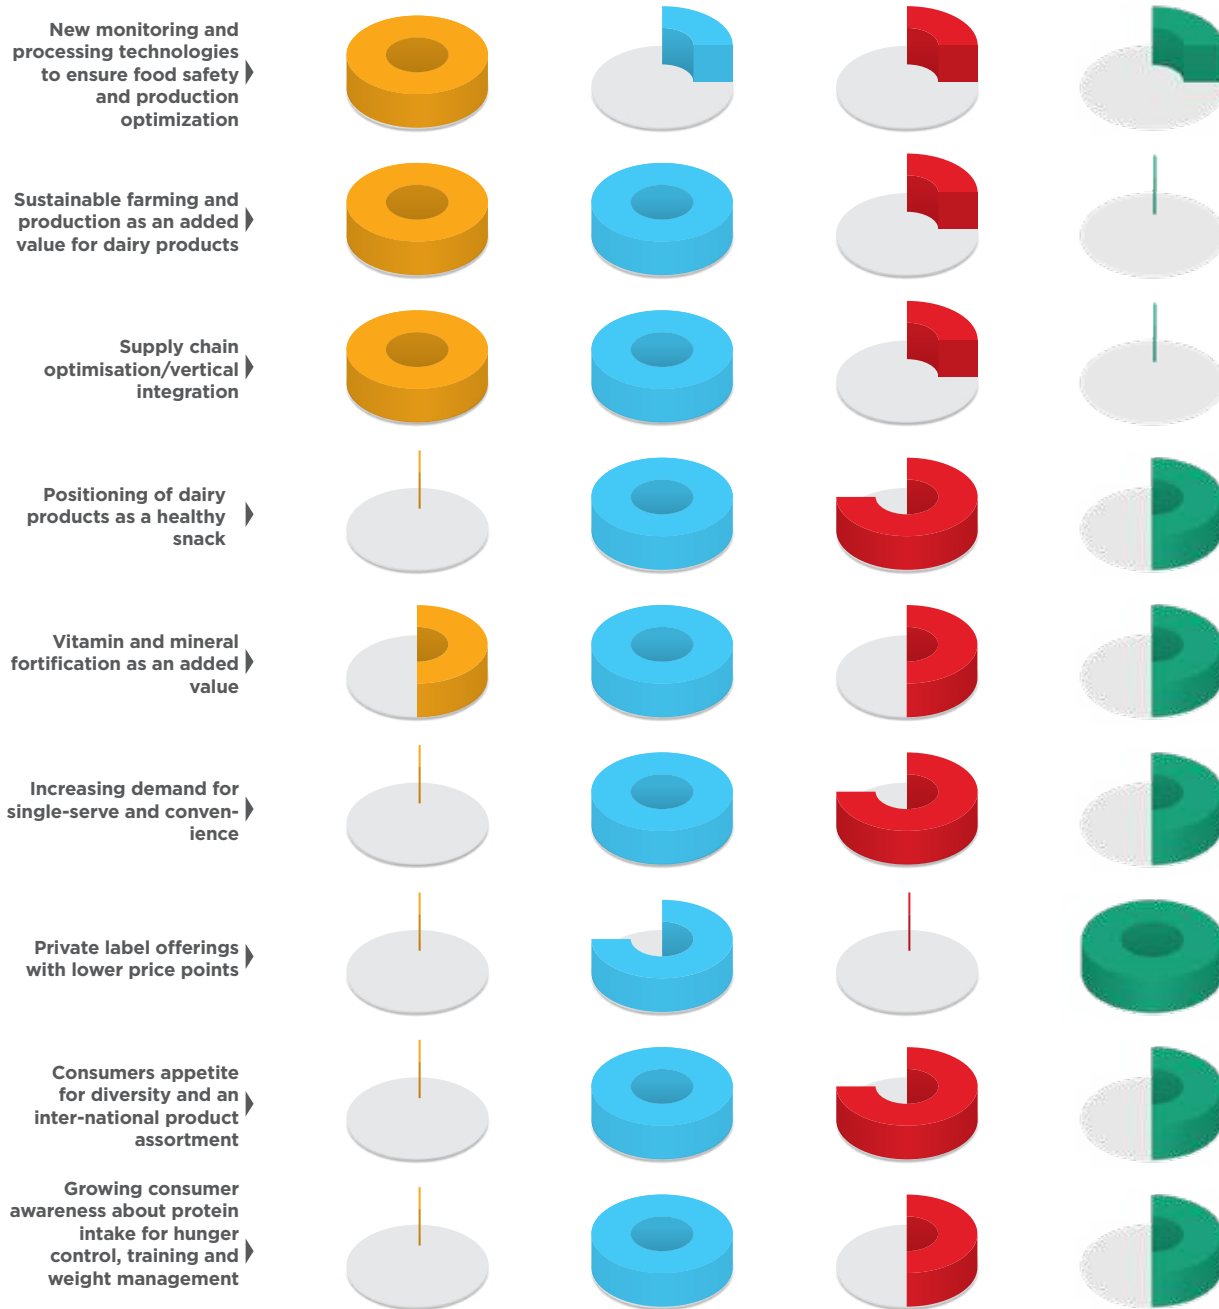 New monitoring and
processing technologies
to ensure food safety
and production
optimization
Sustainable farming and
production as an added
value for dairy products
Supply chain
optimisation/vertical
integration
Positioning of dairy
products as a healthy
snack
Vitamin and mineral
fortification as an added
value
Increasing demand for
single-serve and conven-
ience
Private label offerings
with lower price points
Consumers appetite
for diversity and an
inter-national product
assortment
Growing consumer
awareness about protein
intake for hunger
control, training and
weight management